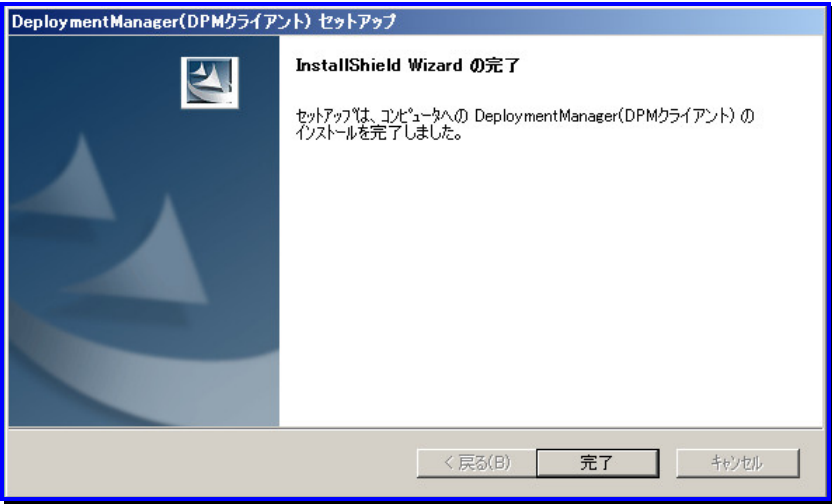 DeploymentManager(DPMクライアント) セットアップ
InstallShield Wizard の完了
セットアップは、コンピュータへの DeploymentManager(DPMクライアント) の
インストールを完了しました。
< 戻る(B)
完了
キャンセル